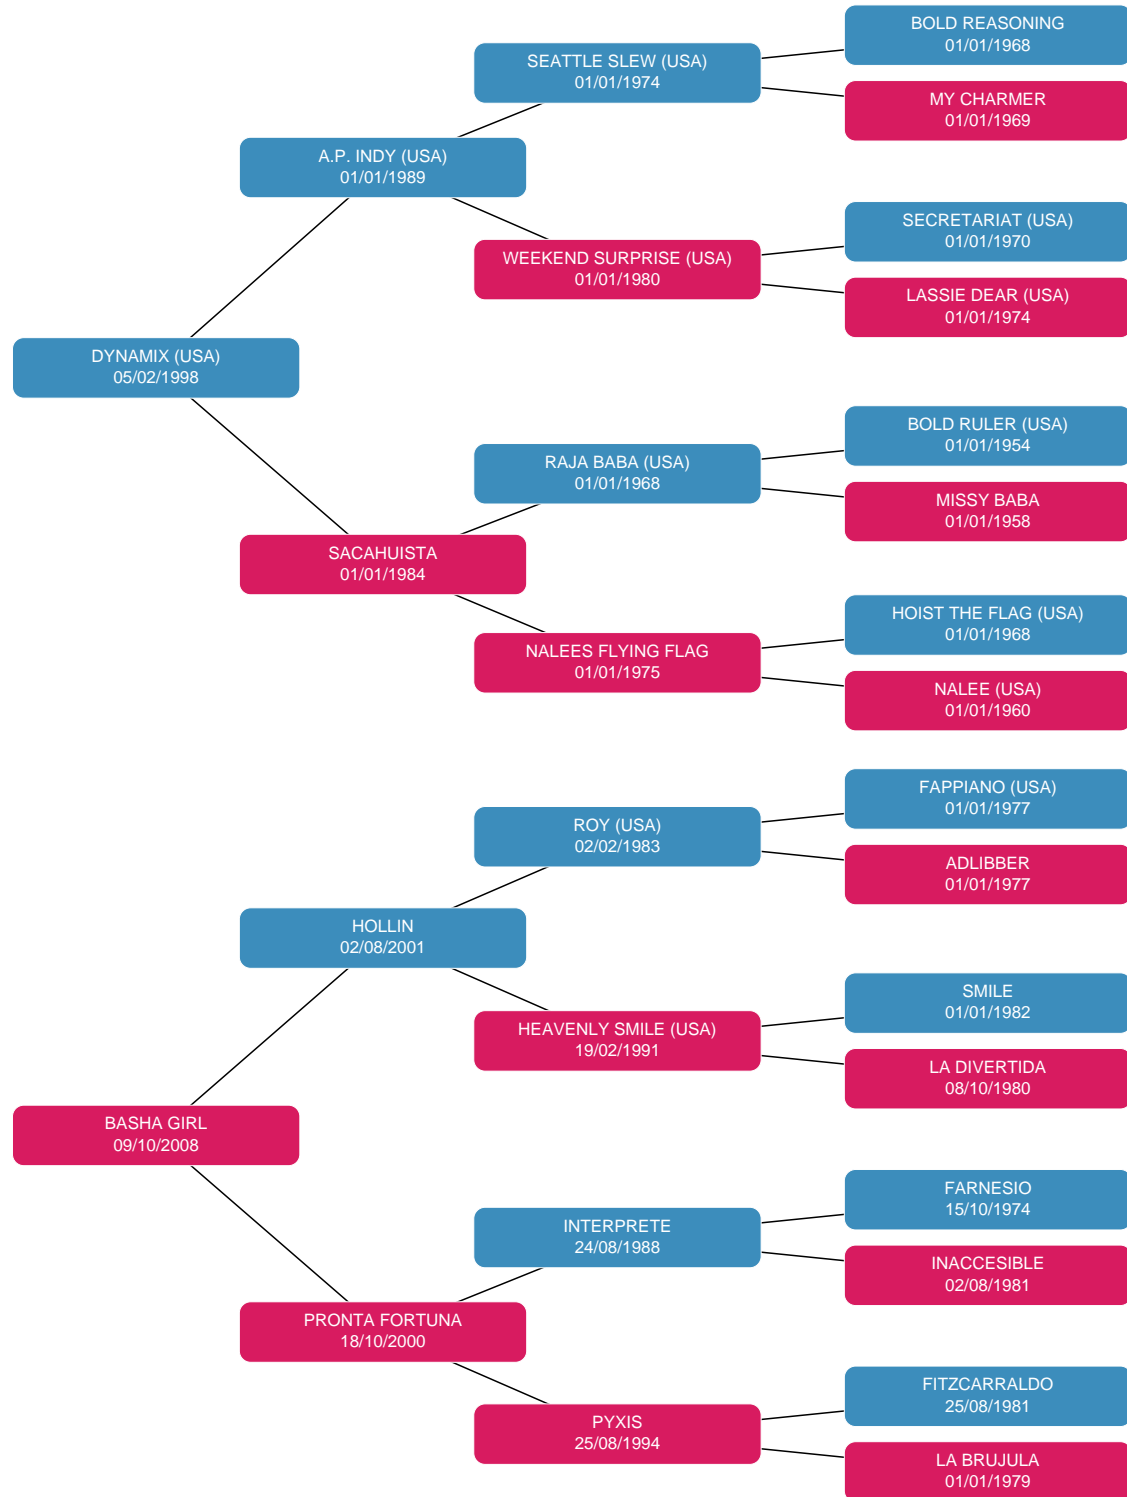 BOLD REASONING
01/01/1968
SEATTLE SLEW (USA)
01/01/1974
MY CHARMER
01/01/1969
A.P. INDY (USA)
01/01/1989
SECRETARIAT (USA)
01/01/1970
WEEKEND SURPRISE (USA)
01/01/1980
LASSIE DEAR (USA)
01/01/1974
DYNAMIX (USA)
05/02/1998
BOLD RULER (USA)
01/01/1954
RAJA BABA (USA)
01/01/1968
MISSY BABA
01/01/1958
SACAHUISTA
01/01/1984
HOIST THE FLAG (USA)
01/01/1968
NALEES FLYING FLAG
01/01/1975
NALEE (USA)
01/01/1960
FAPPIANO (USA)
01/01/1977
ROY (USA)
02/02/1983
ADLIBBER
01/01/1977
HOLLIN
02/08/2001
SMILE
01/01/1982
HEAVENLY SMILE (USA)
19/02/1991
LA DIVERTIDA
08/10/1980
BASHA GIRL
09/10/2008
FARNESIO
15/10/1974
INTERPRETE
24/08/1988
INACCESIBLE
02/08/1981
PRONTA FORTUNA
18/10/2000
FITZCARRALDO
25/08/1981
PYXIS
25/08/1994
LA BRUJULA
01/01/1979